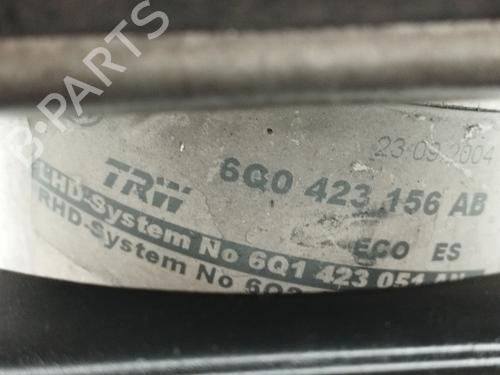 B-PARTS
23-09-2004
TRW 6Q0 423 156 AB
ECO ES
LHD-System No 6Q1 423 051
RHD-System No